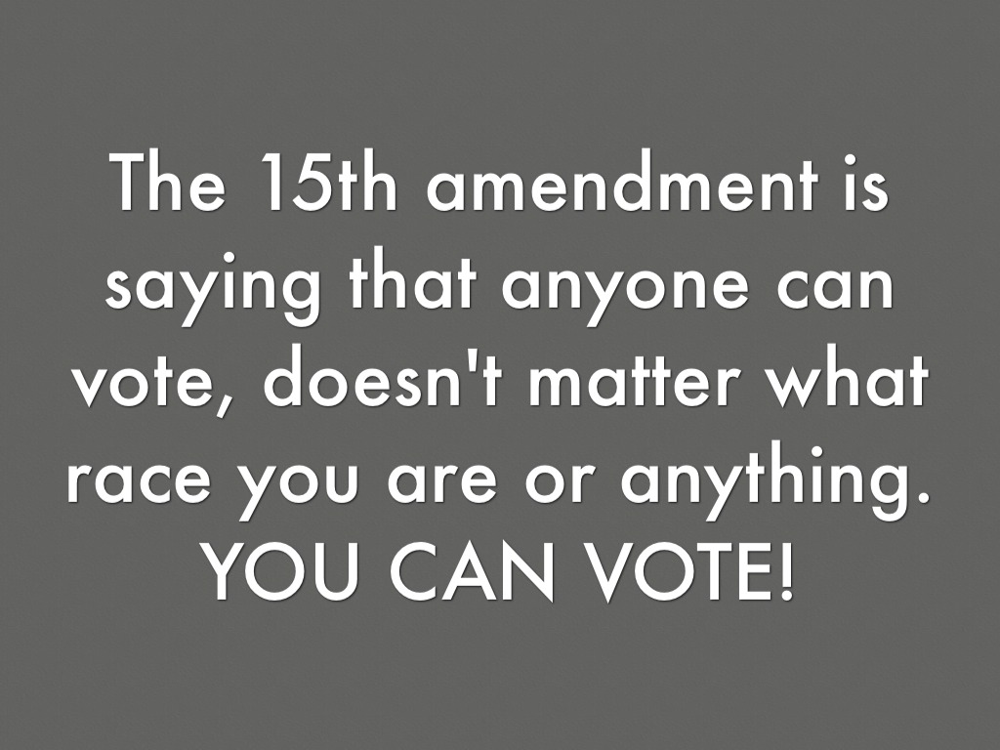 The 15th amendment is
saying that anyone can
vote, doesn't matter what
race you are or anything.
YOU CAN VOTE!